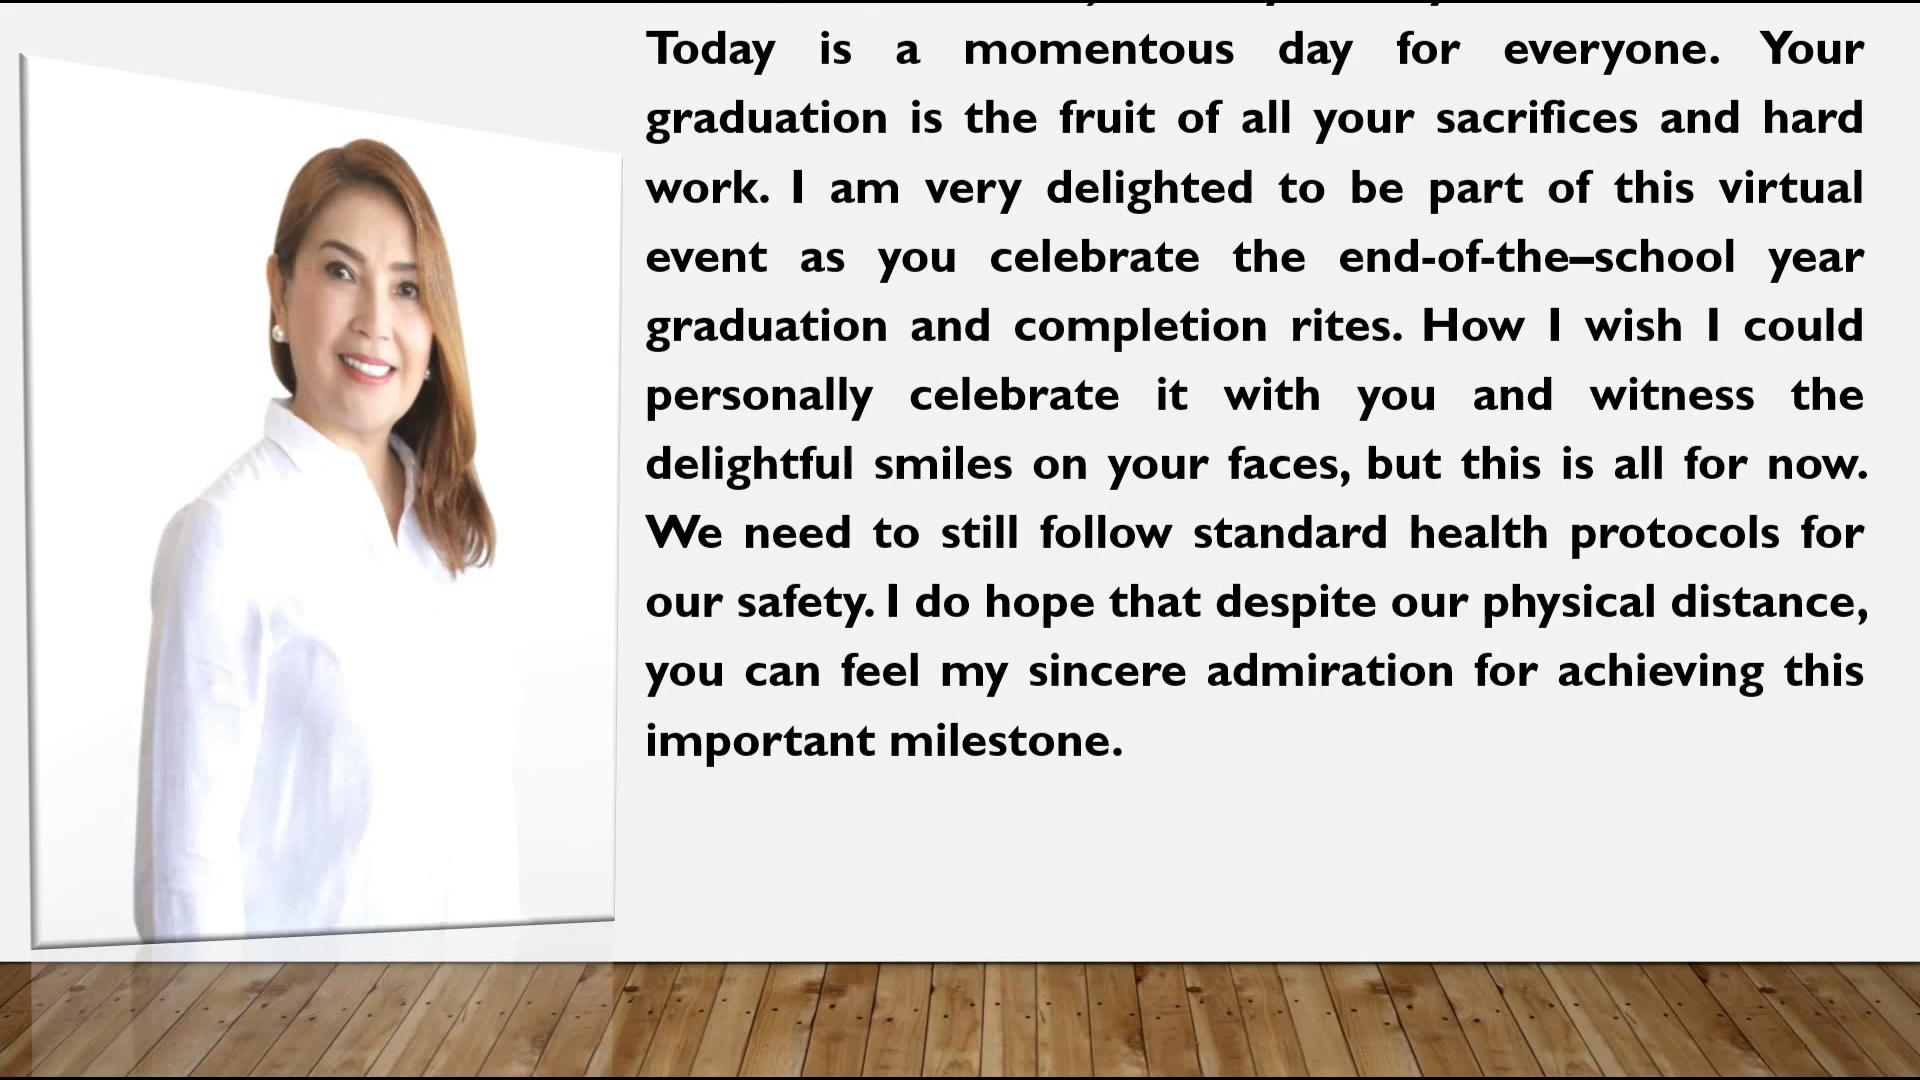 Today is a momentous day for everyone. Your
graduation is the fruit of all your sacrifices and hard
work. I am very delighted to be part of this virtual
event as you celebrate the end-of-the–school year
graduation and completion rites. How I wish I could
personally celebrate it with you and witness the
delightful smiles on your faces, but this is all for now.
We need to still follow standard health protocols for
our safety. I do hope that despite our physical distance,
you can feel my sincere admiration for achieving this
important milestone.